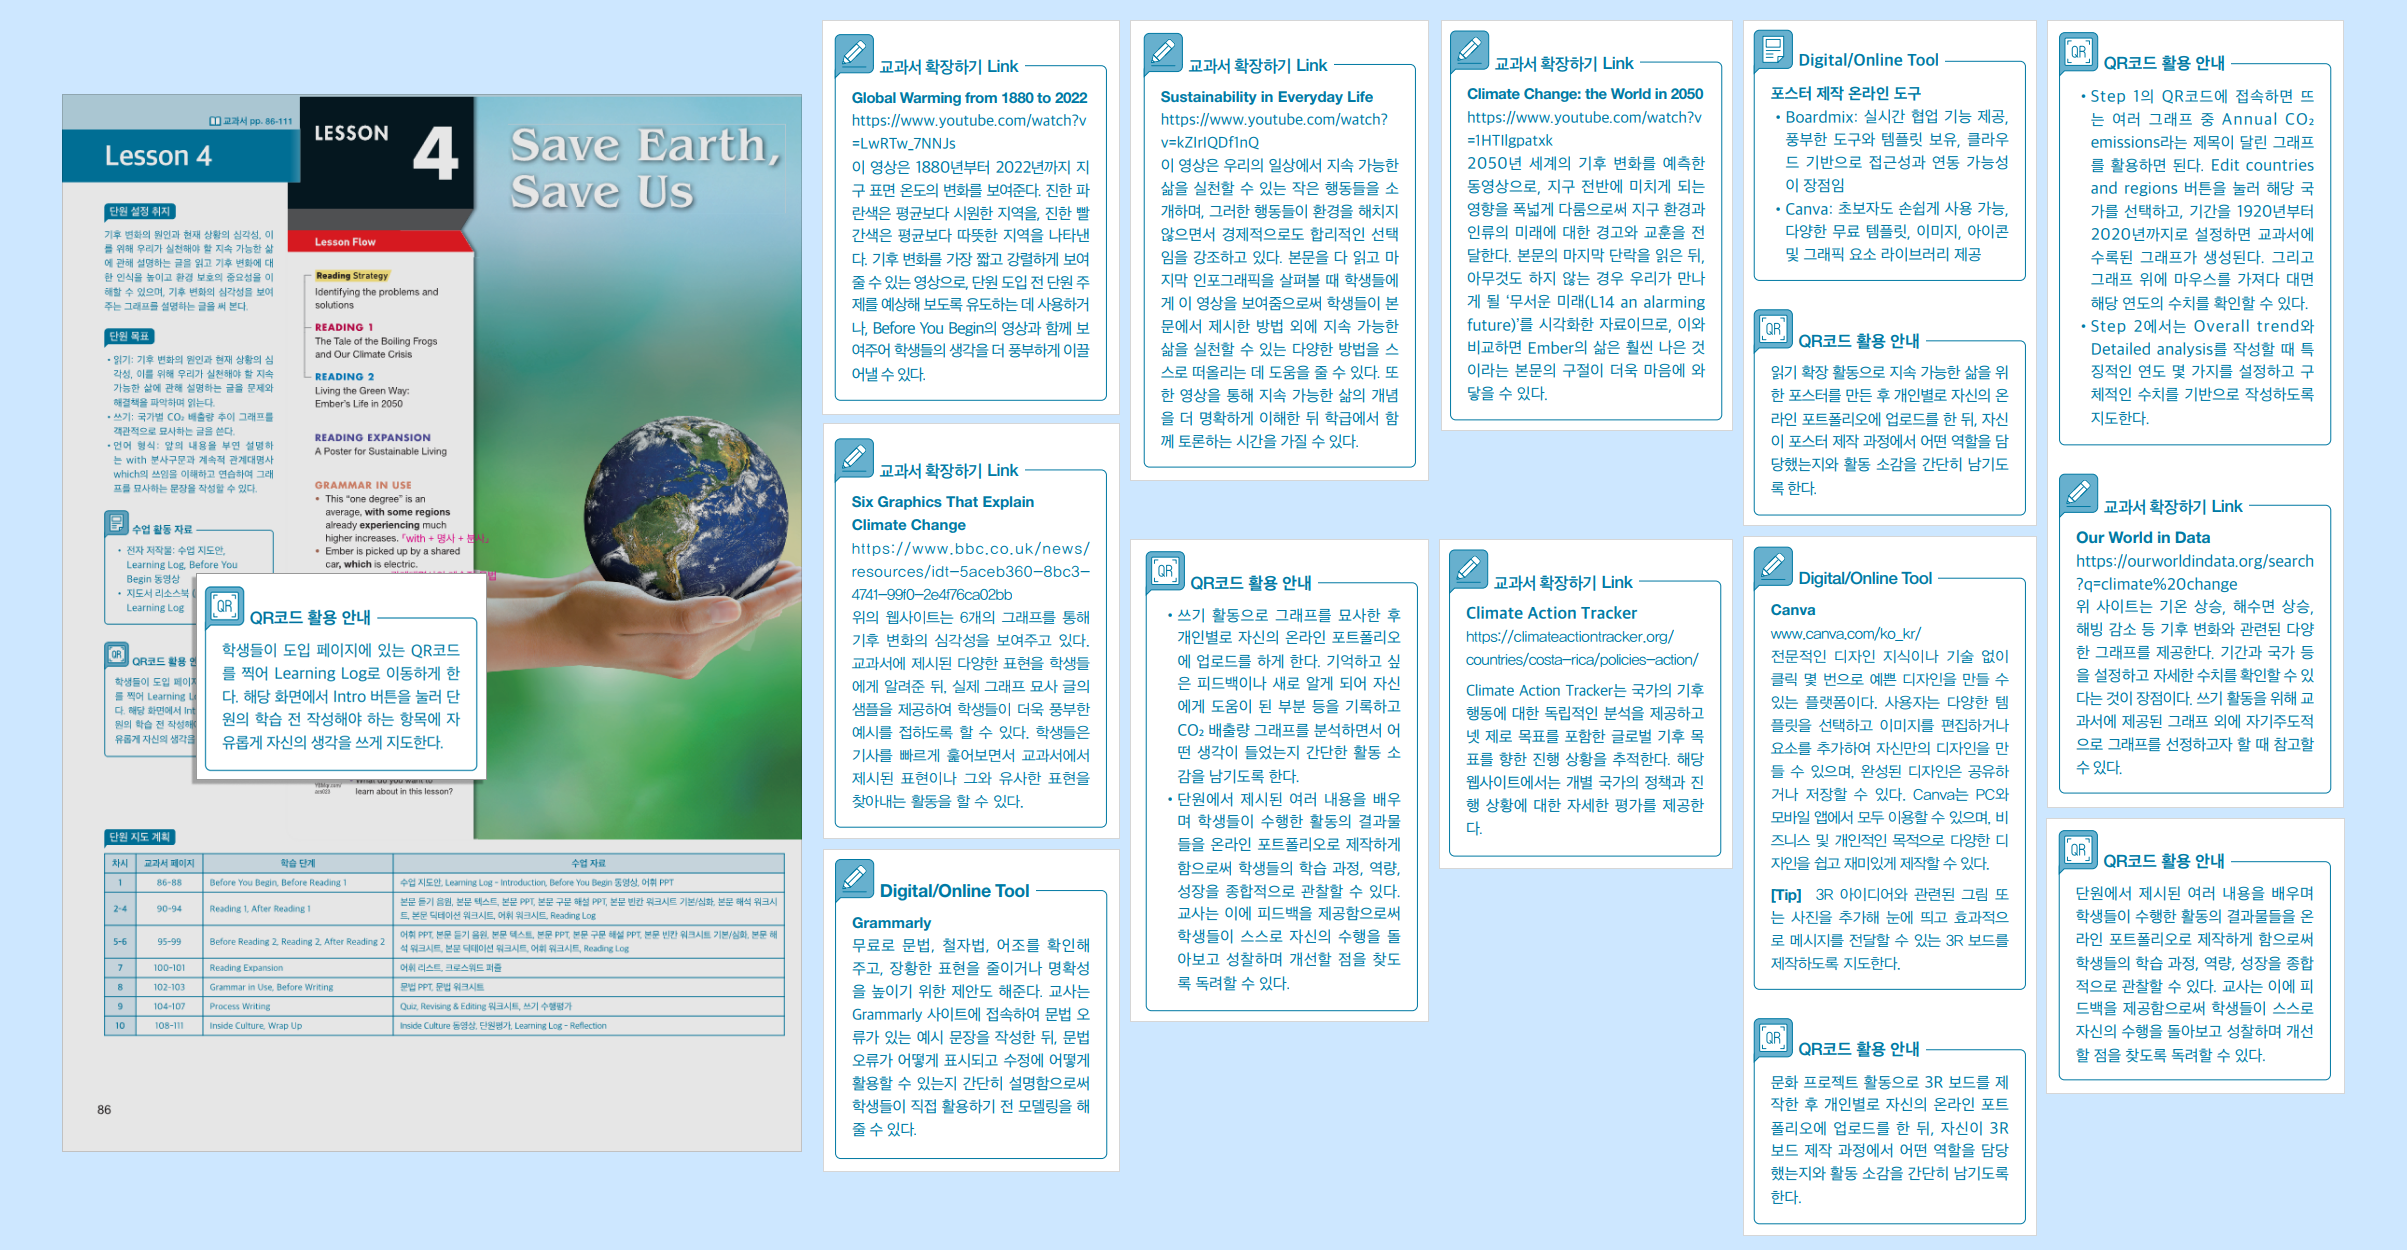 교과서 pp. 86-111
Lesson 4
단원 설정 취지
기후 변화의 원인과 현재 상황의 심각성, 이
를 위해 우리가 실천해야 할 지속 가능한 삶
에 관해 설명하는 글을 읽고 기후 변화에 대
한 인식을 높이고 환경 보호의 중요성을 이
해할 수 있으며, 기후 변화의 심각성을 보여
주는 그래프를 설명하는 글을 써 본다.
단원 목표
• 읽기: 기후 변화의 원인과 현재 상황의 심
각성, 이를 위해 우리가 실천해야 할 지속
가능한 삶에 관해 설명하는 글을 문제와
해결책을 파악하며 읽는다.
• 쓰기: 국가별 CO₂ 배출량 추이 그래프를
객관적으로 묘사하는 글을 쓴다.
• 언어 형식: 앞의 내용을 부연 설명하
는 with 분사구문과 계속적 관계대명사
which의 쓰임을 이해하고 연습하여 그래
프를 묘사하는 문장을 작성할 수 있다.
수업 활동 자료
• 전자 저작물: 수업 지도안,
Learning Log, Before You
Begin 동영상
• 지도서 리소스북
Learning Log
QR코드 활용
학생들이 도입 페이지
를 찍어 Learning
다. 해당 화면에서
원의 학습 전 작성해
유롭게 자신의 생각을
LESSON
4
Save Earth,
Save Us
Lesson Flow
Reading Strategy
Identifying the problems and
solutions
READING 1
The Tale of the Boiling Frogs
and Our Climate Crisis
READING 2
Living the Green Way:
Ember's Life in 2050
READING EXPANSION
A Poster for Sustainable Living
GRAMMAR IN USE
• This “one degree” is an
average, with some regions
already experiencing much
higher increases. 「with + 명사 + 분사」
• Ember is picked up by a shared
car, which is electric.
What do you want to
learn about in this lesson?
QR코드 활용 안내
학생들이 도입 페이지에 있는 QR코드
를 찍어 Learning Log로 이동하게 한
다. 해당 화면에서 Intro 버튼을 눌러 단
원의 학습 전 작성해야 하는 항목에 자
유롭게 자신의 생각을 쓰게 지도한다.
단원 지도 계획
차시 교과서 페이지 학습 단계 수업 자료
1 86-88 Before You Begin, Before Reading 1 수업 지도안, Learning Log - Introduction, Before You Begin 동영상, 어휘 PPT
2-4 90-94 Reading 1, After Reading 1 본문 듣기 음원, 본문 텍스트, 본문 PPT, 본문 구문 해설 PPT, 본문 빈칸 워크시트 기본/심화, 본문 해석 워크시
트, 본문 딕테이션 워크시트, 어휘 워크시트, Reading Log
5-6 95-99 Before Reading 2, Reading 2, After Reading 2 어휘 PPT, 본문 듣기 음원, 본문 텍스트, 본문 PPT, 본문 구문 해설 PPT, 본문 빈칸 워크시트 기본/심화, 본문 해
석 워크시트, 본문 딕테이션 워크시트, 어휘 워크시트, Reading Log
7 100-101 Reading Expansion 어휘 리스트, 크로스워드 퍼즐
8 102-103 Grammar in Use, Before Writing 문법 PPT, 문법 워크시트
9 104-107 Process Writing Quiz, Revising & Editing 워크시트, 쓰기 수행평가
10 108-111 Inside Culture, Wrap Up Inside Culture 동영상, 단원평가, Learning Log - Reflection
86
교과서 확장하기 Link
Global Warming from 1880 to 2022
https://www.youtube.com/watch?v
=LwRTw_7NNJs
이 영상은 1880년부터 2022년까지 지
구 표면 온도의 변화를 보여준다. 진한 파
란색은 평균보다 시원한 지역을, 진한 빨
간색은 평균보다 따뜻한 지역을 나타낸
다. 기후 변화를 가장 짧고 강렬하게 보여
줄 수 있는 영상으로, 단원 도입 전 단원 주
제를 예상해 보도록 유도하는 데 사용하거
나, Before You Begin의 영상과 함께 보
여주어 학생들의 생각을 더 풍부하게 이끌
어낼 수 있다.
교과서 확장하기 Link
Six Graphics That Explain
Climate Change
https://www.bbc.co.uk/news/
resources/idt-5aceb360-8bc3-
4741-99f0-2e4f76ca02bb
위의 웹사이트는 6개의 그래프를 통해
기후 변화의 심각성을 보여주고 있다.
교과서에 제시된 다양한 표현을 학생들
에게 알려준 뒤, 실제 그래프 묘사 글의
샘플을 제공하여 학생들이 더욱 풍부한
예시를 접하도록 할 수 있다. 학생들은
기사를 빠르게 훑어보면서 교과서에서
제시된 표현이나 그와 유사한 표현을
찾아내는 활동을 할 수 있다.
Digital/Online Tool
Grammarly
무료로 문법, 철자법, 어조를 확인해
주고, 장황한 표현을 줄이거나 명확성
을 높이기 위한 제안도 해준다. 교사는
Grammarly 사이트에 접속하여 문법 오
류가 있는 예시 문장을 작성한 뒤, 문법
오류가 어떻게 표시되고 수정에 어떻게
활용할 수 있는지 간단히 설명함으로써
학생들이 직접 활용하기 전 모델링을 해
줄 수 있다.
교과서 확장하기 Link
Sustainability in Everyday Life
https://www.youtube.com/watch?
v=kZIrIQDf1nQ
이 영상은 우리의 일상에서 지속 가능한
삶을 실천할 수 있는 작은 행동들을 소
개하며, 그러한 행동들이 환경을 해치지
않으면서 경제적으로도 합리적인 선택
임을 강조하고 있다. 본문을 다 읽고 마
지막 인포그래픽을 살펴볼 때 학생들에
게 이 영상을 보여줌으로써 학생들이 본
문에서 제시한 방법 외에 지속 가능한
삶을 실천할 수 있는 다양한 방법을 스
스로 떠올리는 데 도움을 줄 수 있다. 또
한 영상을 통해 지속 가능한 삶의 개념
을 더 명확하게 이해한 뒤 학급에서 함
께 토론하는 시간을 가질 수 있다.
QR코드 활용 안내
• 쓰기 활동으로 그래프를 묘사한 후
개인별로 자신의 온라인 포트폴리오
에 업로드를 하게 한다. 기억하고 싶
은 피드백이나 새로 알게 되어 자신
에게 도움이 된 부분 등을 기록하고
CO₂ 배출량 그래프를 분석하면서 어
떤 생각이 들었는지 간단한 활동 소
감을 남기도록 한다.
• 단원에서 제시된 여러 내용을 배우
며 학생들이 수행한 활동의 결과물
들을 온라인 포트폴리오로 제작하게
함으로써 학생들의 학습 과정, 역량,
성장을 종합적으로 관찰할 수 있다.
교사는 이에 피드백을 제공함으로써
학생들이 스스로 자신의 수행을 돌
아보고 성찰하며 개선할 점을 찾도
록 독려할 수 있다.
교과서 확장하기 Link
Climate Change: the World in 2050
https://www.youtube.com/watch?v
=1HTIlgpatxk
2050년 세계의 기후 변화를 예측한
동영상으로, 지구 전반에 미치게 되는
영향을 폭넓게 다룸으로써 지구 환경과
인류의 미래에 대한 경고와 교훈을 전
달한다. 본문의 마지막 단락을 읽은 뒤,
아무것도 하지 않는 경우 우리가 만나
게 될 ‘무서운 미래(L14 an alarming
future)’를 시각화한 자료이므로, 이와
비교하면 Ember의 삶은 훨씬 나은 것
이라는 본문의 구절이 더욱 마음에 와
닿을 수 있다.
교과서 확장하기 Link
Climate Action Tracker
https://climateactiontracker.org/
countries/costa-rica/policies-action/
Climate Action Tracker는 국가의 기후
행동에 대한 독립적인 분석을 제공하고
넷 제로 목표를 포함한 글로벌 기후 목
표를 향한 진행 상황을 추적한다. 해당
웹사이트에서는 개별 국가의 정책과 진
행 상황에 대한 자세한 평가를 제공한
다.
Digital/Online Tool
포스터 제작 온라인 도구
• Boardmix: 실시간 협업 기능 제공,
풍부한 도구와 템플릿 보유, 클라우
드 기반으로 접근성과 연동 가능성
이 장점임
• Canva: 초보자도 손쉽게 사용 가능,
다양한 무료 템플릿, 이미지, 아이콘
및 그래픽 요소 라이브러리 제공
QR코드 활용 안내
읽기 확장 활동으로 지속 가능한 삶을 위
한 포스터를 만든 후 개인별로 자신의 온
라인 포트폴리오에 업로드를 한 뒤, 자신
이 포스터 제작 과정에서 어떤 역할을 담
당했는지와 활동 소감을 간단히 남기도
록 한다.
Digital/Online Tool
Canva
www.canva.com/ko_kr/
전문적인 디자인 지식이나 기술 없이
클릭 몇 번으로 예쁜 디자인을 만들 수
있는 플랫폼이다. 사용자는 다양한 템
플릿을 선택하고 이미지를 편집하거나
요소를 추가하여 자신만의 디자인을 만
들 수 있으며, 완성된 디자인은 공유하
거나 저장할 수 있다. Canva는 PC와
모바일 앱에서 모두 이용할 수 있으며, 비
즈니스 및 개인적인 목적으로 다양한 디
자인을 쉽고 재미있게 제작할 수 있다.
[Tip] 3R 아이디어와 관련된 그림 또
는 사진을 추가해 눈에 띄고 효과적으
로 메시지를 전달할 수 있는 3R 보드를
제작하도록 지도한다.
QR코드 활용 안내
문화 프로젝트 활동으로 3R 보드를 제
작한 후 개인별로 자신의 온라인 포트
폴리오에 업로드를 한 뒤, 자신이 3R
보드 제작 과정에서 어떤 역할을 담당
했는지와 활동 소감을 간단히 남기도록
한다.
QR코드 활용 안내
• Step 1의 QR코드에 접속하면 뜨
는 여러 그래프 중 Annual CO₂
emissions라는 제목이 달린 그래프
를 활용하면 된다. Edit countries
and regions 버튼을 눌러 해당 국
가를 선택하고, 기간을 1920년부터
2020년까지로 설정하면 교과서에
수록된 그래프가 생성된다. 그리고
그래프 위에 마우스를 가져다 대면
해당 연도의 수치를 확인할 수 있다.
• Step 2에서는 Overall trend와
Detailed analysis를 작성할 때 특
징적인 연도 몇 가지를 설정하고 구
체적인 수치를 기반으로 작성하도록
지도한다.
교과서 확장하기 Link
Our World in Data
https://ourworldindata.org/search
?q=climate%20change
위 사이트는 기온 상승, 해수면 상승,
해빙 감소 등 기후 변화와 관련된 다양
한 그래프를 제공한다. 기간과 국가 등
을 설정하고 자세한 수치를 확인할 수 있
다는 것이 장점이다. 쓰기 활동을 위해 교
과서에 제공된 그래프 외에 자기주도적
으로 그래프를 선정하고자 할 때 참고할
수 있다.
QR코드 활용 안내
단원에서 제시된 여러 내용을 배우며
학생들이 수행한 활동의 결과물들을 온
라인 포트폴리오로 제작하게 함으로써
학생들의 학습 과정, 역량, 성장을 종합
적으로 관찰할 수 있다. 교사는 이에 피
드백을 제공함으로써 학생들이 스스로
자신의 수행을 돌아보고 성찰하며 개선
할 점을 찾도록 독려할 수 있다.